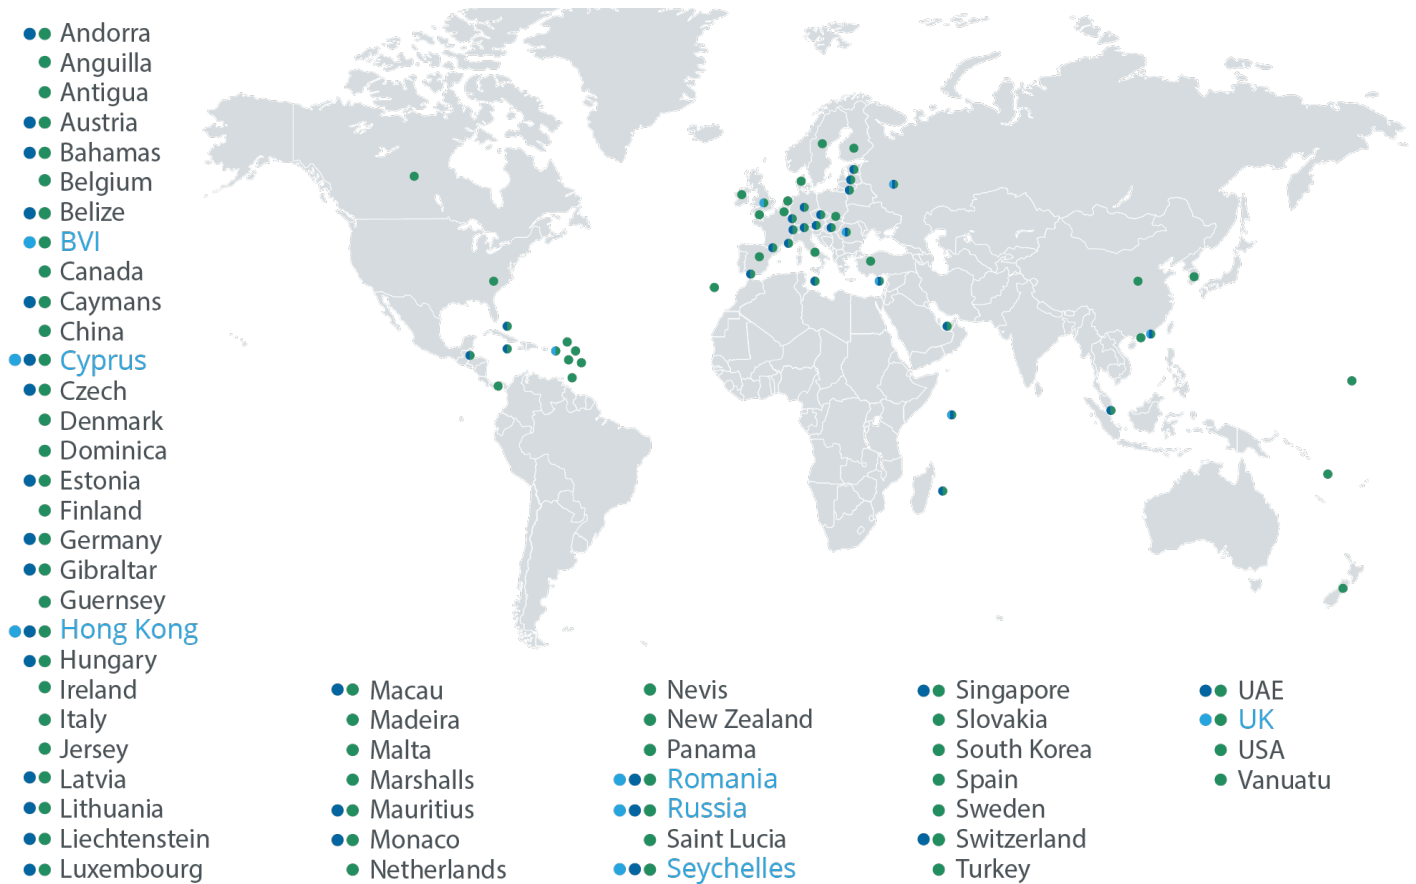 Andorra
Anguilla
Antigua
Austria
Bahamas
Belgium
Belize
BVI
Canada
Caymans
China
Cyprus
Czech
Denmark
Dominica
Estonia
Finland
Germany
Gibraltar
Guernsey
Hong Kong
Hungary
Ireland
Italy
Jersey
Latvia
Lithuania
Liechtenstein
Luxembourg
Macau
Madeira
Malta
Marshalls
Mauritius
Monaco
Netherlands
Nevis
New Zealand
Panama
Romania
Russia
Saint Lucia
Seychelles
Singapore
Slovakia
South Korea
Spain
Sweden
Switzerland
Turkey
UAE
UK
USA
Vanuatu